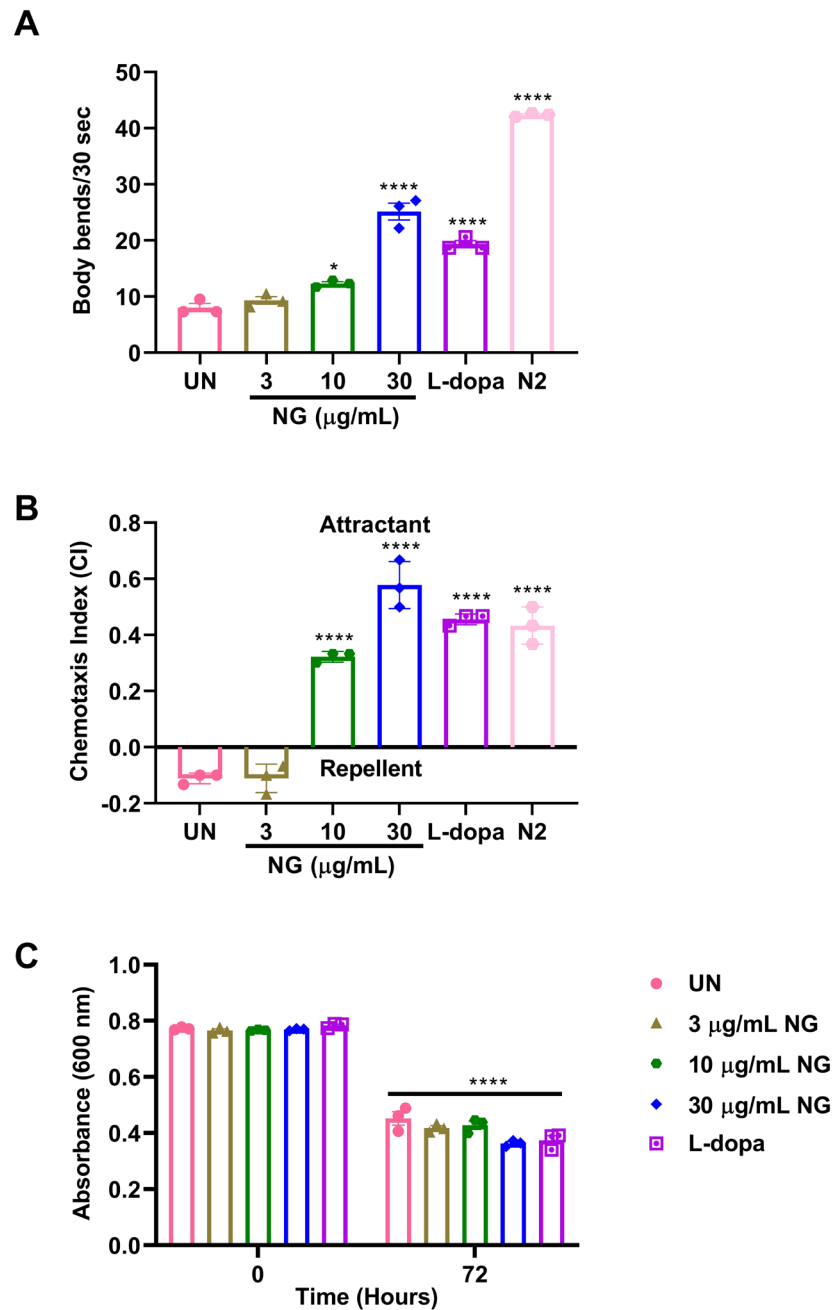 A
Body bends/30 sec
50
40
30
20
10
0
*
****
****
****
UN
3
10
30
L-dopa
N2
NG (μg/mL)
B
Chemotaxis Index (CI)
0.8
0.6
0.4
0.2
0.0
-0.2
Attractant
****
****
****
****
Repellent
UN
3
10
30
L-dopa
N2
NG (μg/mL)
C
Absorbance (600 nm)
1.0
0.8
0.6
0.4
0.2
0.0
****
0
72
Time (Hours)
UN
3 μg/mL NG
10 μg/mL NG
30 μg/mL NG
L-dopa